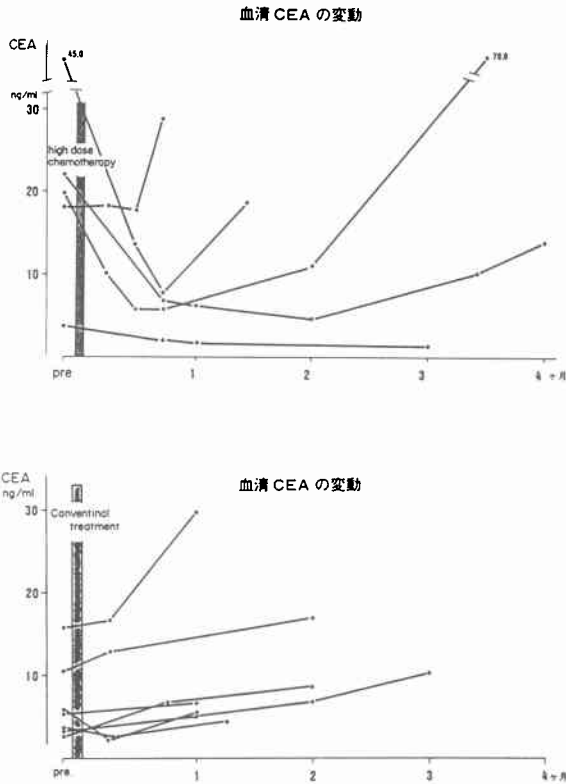 血清 CEA の変動
CEA
45.0
70.0
ng/ml
30
high dose
chemotherapy
20
10
pre
1
2
3
4 ヶ月
血清 CEA の変動
CEA
ng/ml
30
Conventinal
treatment
20
10
pre
1
2
3
4 ヶ月